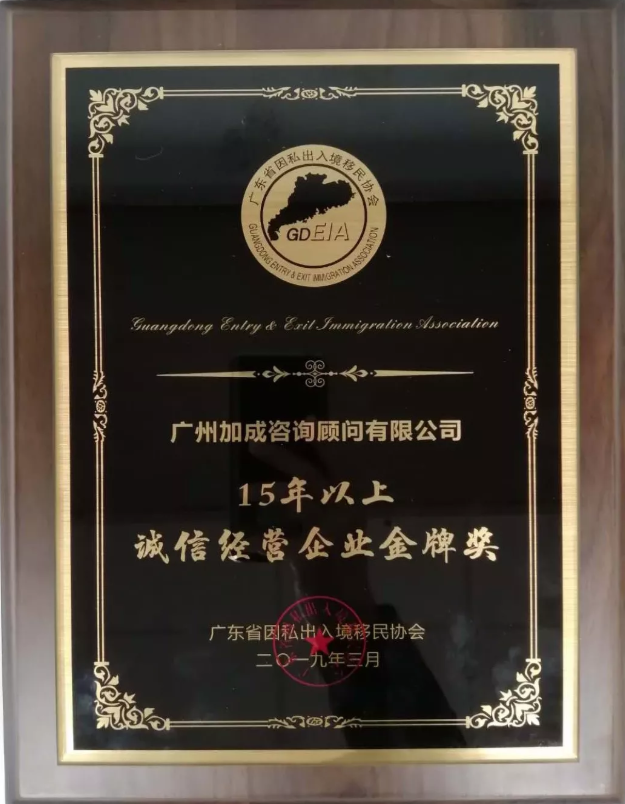 广东省因私出入境移民协会
GDEIA
GUANGDONG ENTRY & EXIT IMMIGRATION ASSOCIATION
Guangdong Entry & Exit Immigration Association
广州加成咨询顾问有限公司
15年以上
诚信经营企业金牌奖
广东省因私出入境移民协会
二〇一九年三月